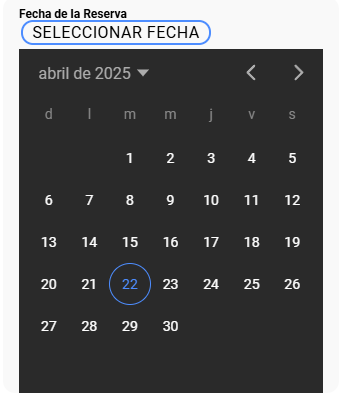 Fecha de la Reserva
SELECCIONAR FECHA
abril de 2025
d l m m j v s
1 2 3 4 5
6 7 8 9 10 11 12
13 14 15 16 17 18 19
20 21 22 23 24 25 26
27 28 29 30